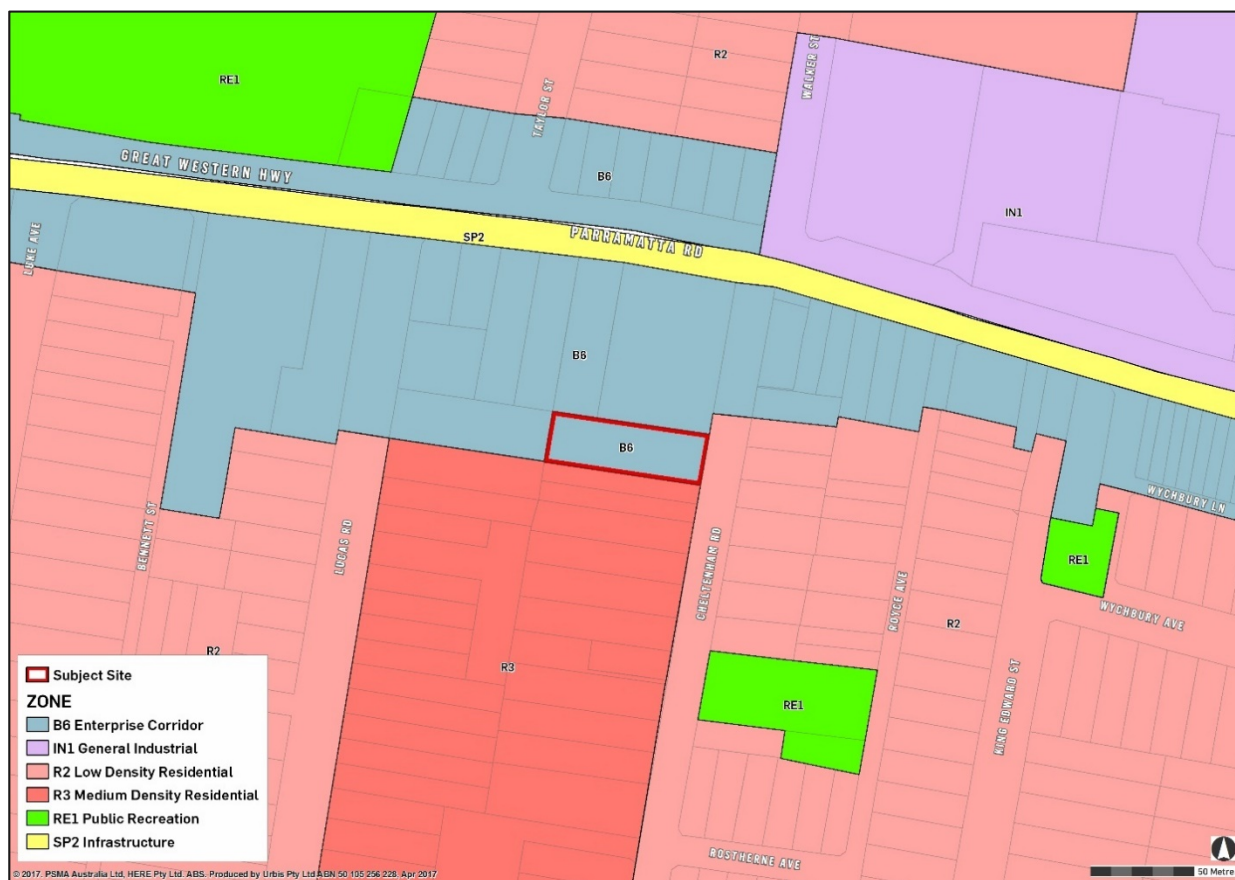 RE1
R2
WALKER ST
TAYLOR ST
GREAT WESTERN HWY
B6
IN1
PARRAMATTA RD
SP2
LUKE AVE
B6
B6
BENNETT ST
LUCAS RD
CHELTENHAM RD
ROYCE AVE
KING EDWARD ST
WYCHBURY LN
RE1
WYCHBURY AVE
R2
R2
R3
RE1
ROSTHERNE AVE
Subject Site
ZONE
B6 Enterprise Corridor
IN1 General Industrial
R2 Low Density Residential
R3 Medium Density Residential
RE1 Public Recreation
SP2 Infrastructure
© 2017. PSMA Australia Ltd, HERE Pty Ltd. ABS. Produced by Urbis Pty Ltd ABN 50 105 256 228. Apr 2017
50 Metre